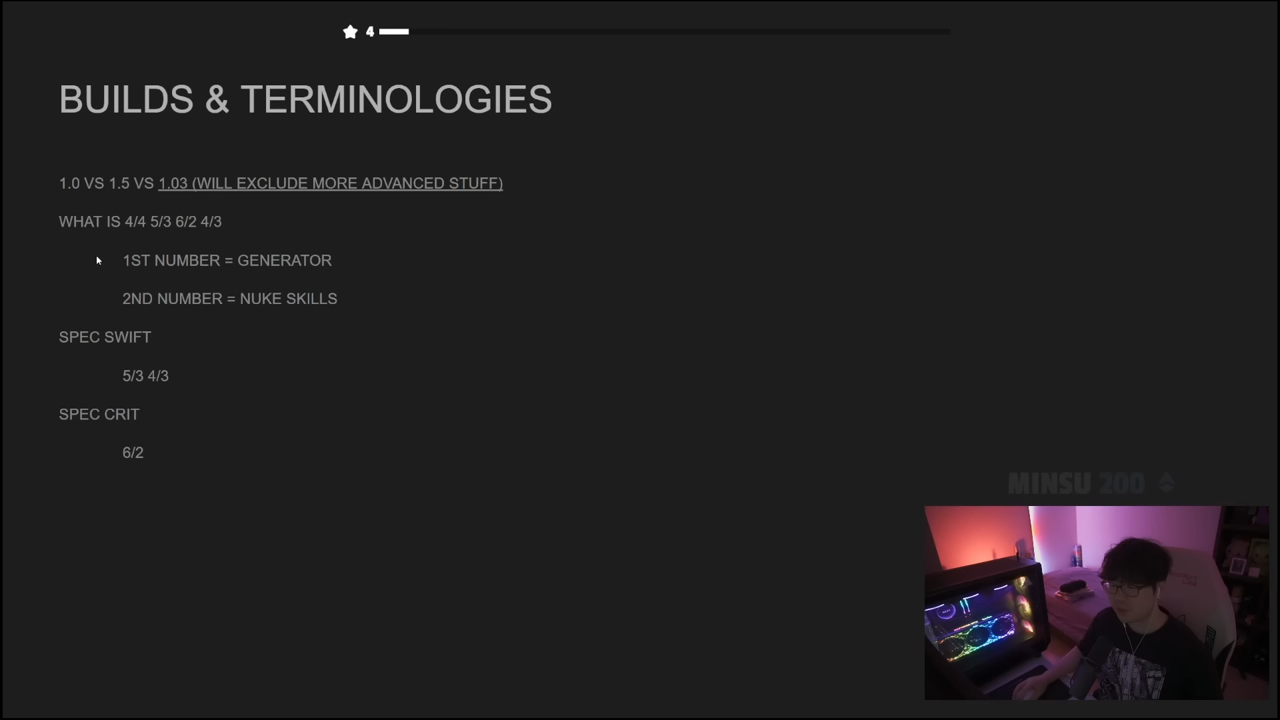 4
BUILDS & TERMINOLOGIES
1.0 VS 1.5 VS 1.03 (WILL EXCLUDE MORE ADVANCED STUFF)
WHAT IS 4/4 5/3 6/2 4/3
1ST NUMBER = GENERATOR
2ND NUMBER = NUKE SKILLS
SPEC SWIFT
5/3 4/3
SPEC CRIT
6/2
MINSU 200